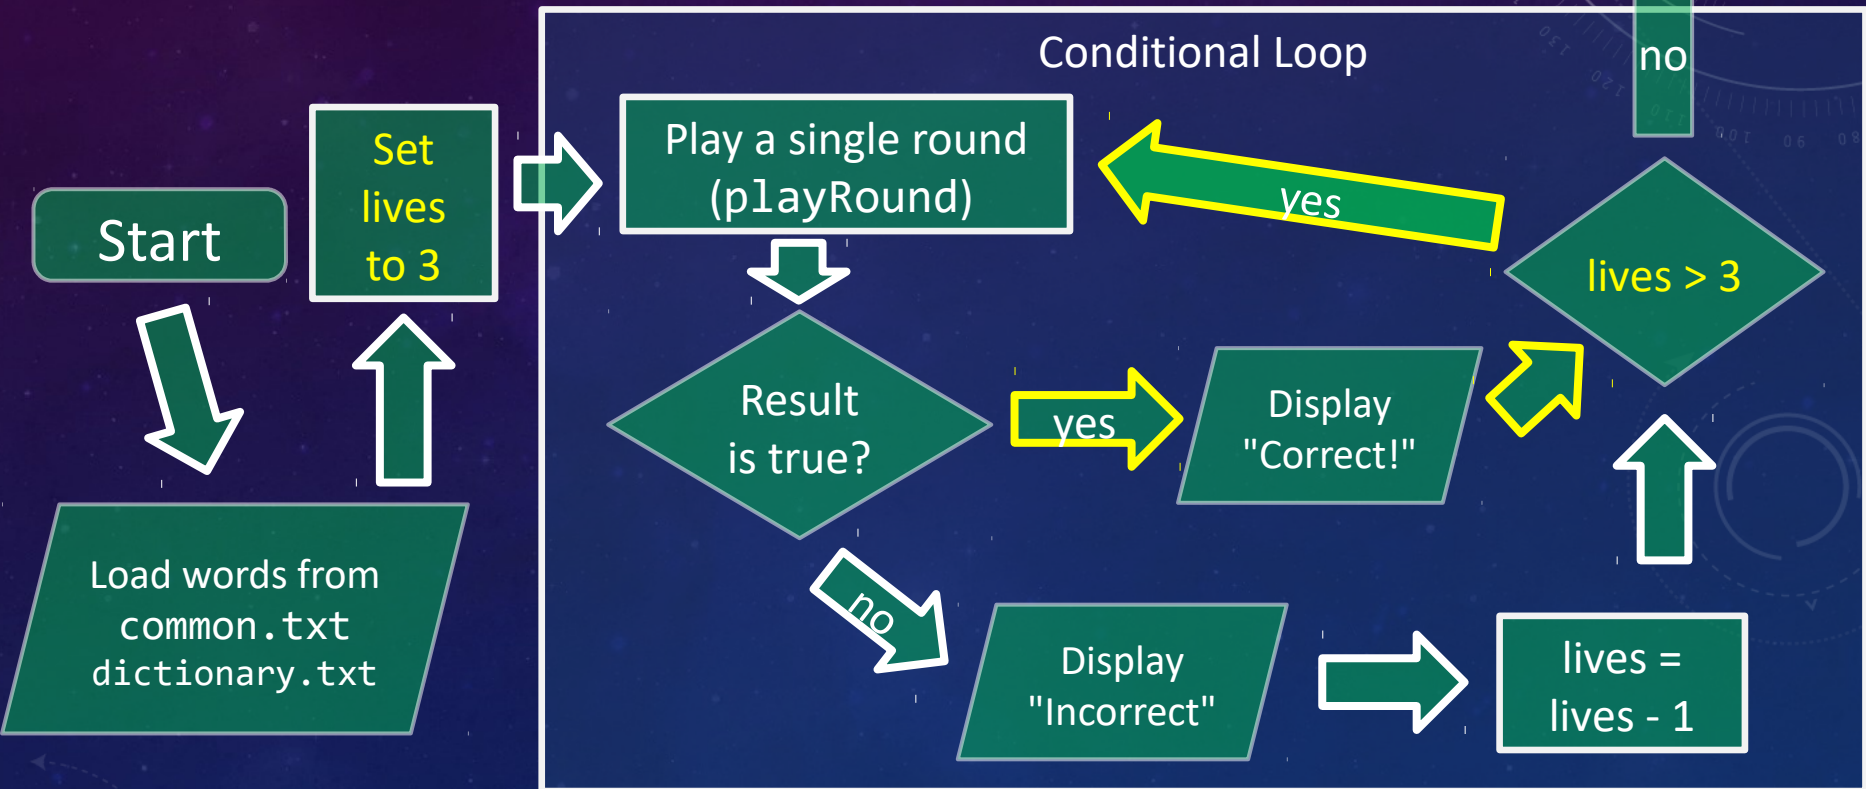 Conditional Loop
Start
Set
lives
to 3
Play a single round
(playRound)
yes
no
lives > 3
Result
is true?
yes
Display
"Correct!"
no
Load words from
common.txt
dictionary.txt
Display
"Incorrect"
lives =
lives - 1